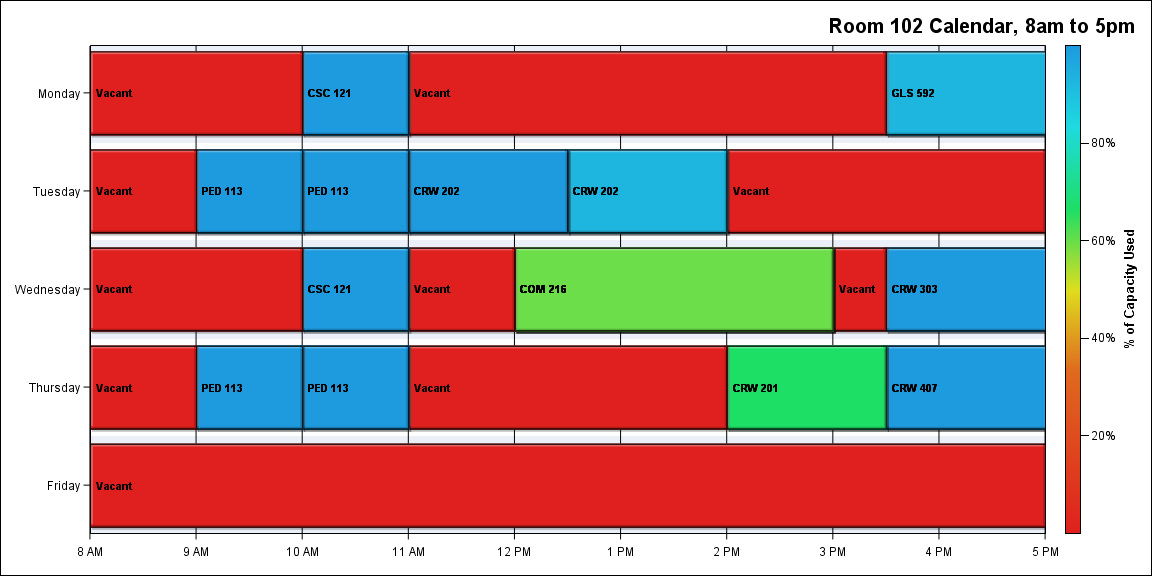 Room 102 Calendar, 8am to 5pm
Monday
Vacant
CSC 121
Vacant
GLS 592
Tuesday
Vacant
PED 113
PED 113
CRW 202
CRW 202
Vacant
Wednesday
Vacant
CSC 121
Vacant
COM 216
Vacant
CRW 303
Thursday
Vacant
PED 113
PED 113
Vacant
CRW 201
CRW 407
Friday
Vacant
8 AM
9 AM
10 AM
11 AM
12 PM
1 PM
2 PM
3 PM
4 PM
5 PM
80%
60%
40%
20%
% of Capacity Used